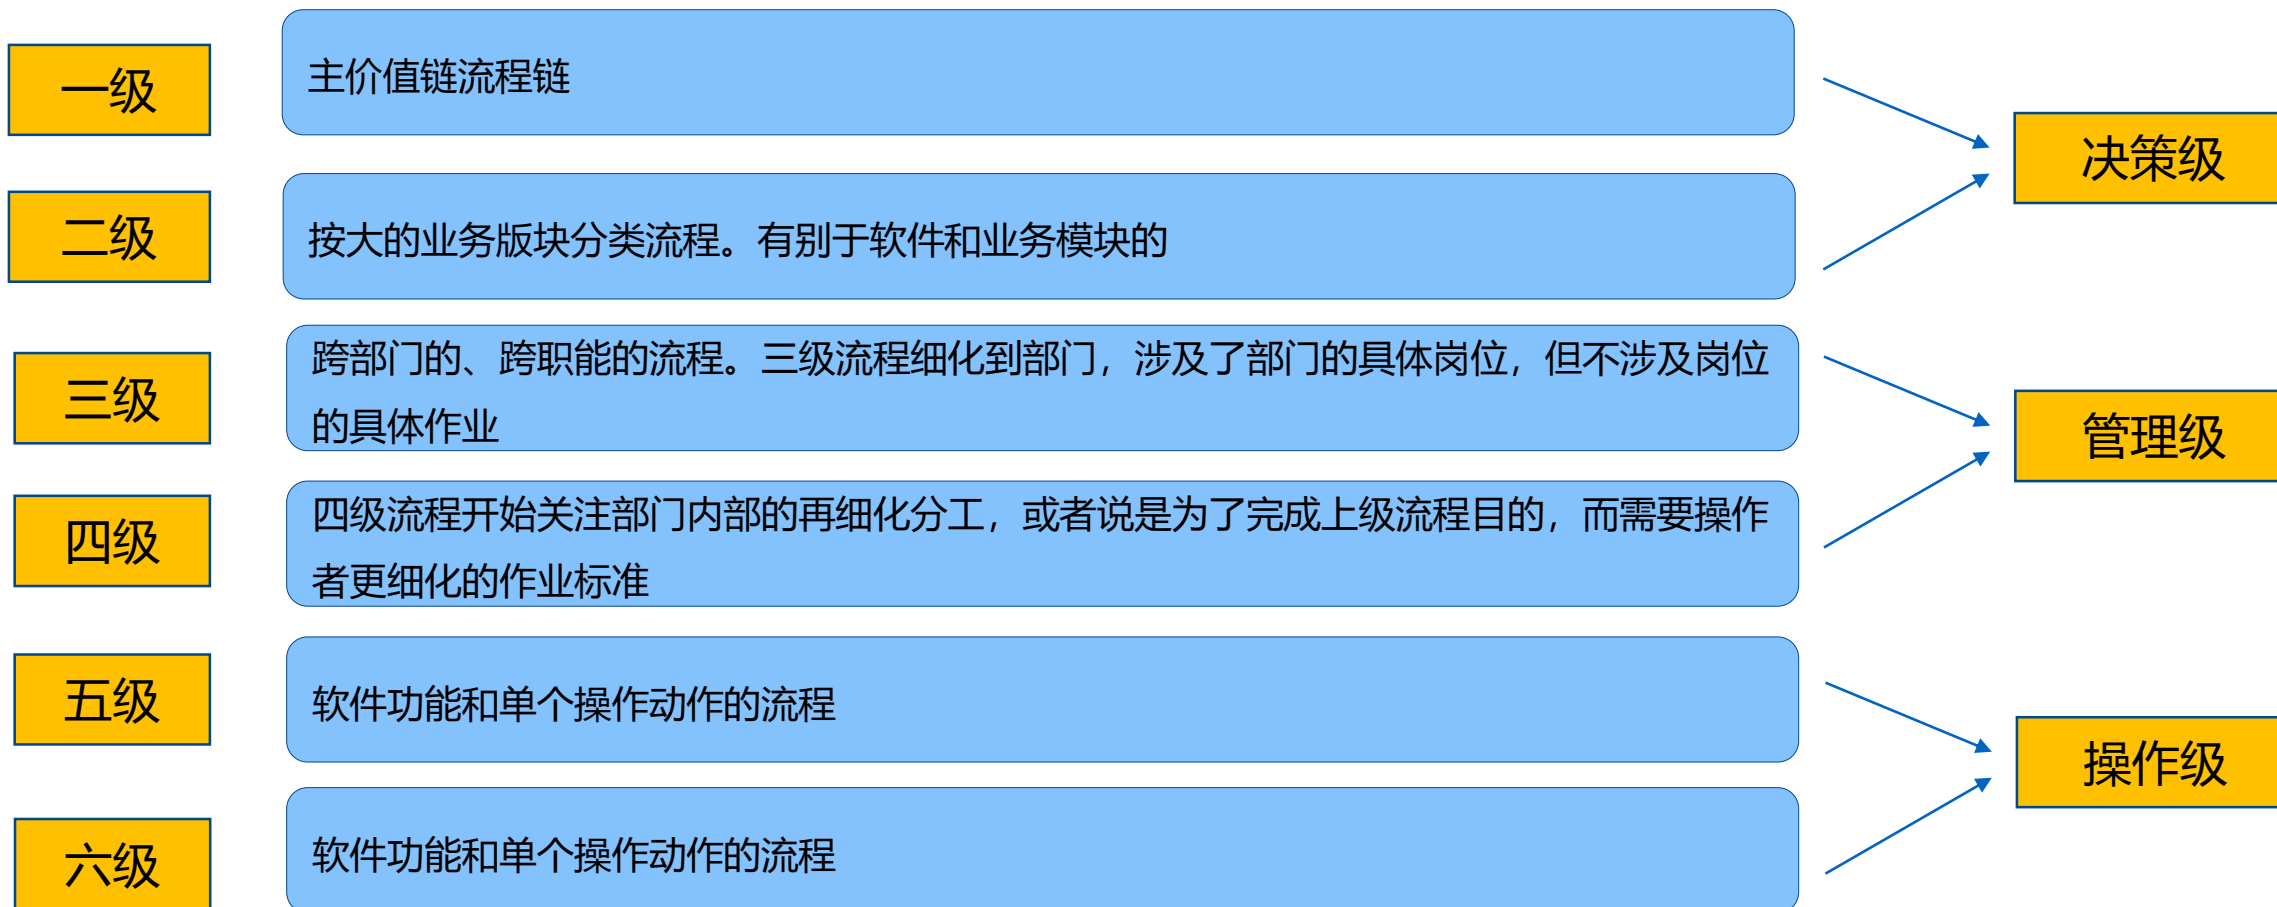 一级
主价值链流程链
决策级
二级
按大的业务版块分类流程。有别于软件和业务模块的
三级
跨部门的、跨职能的流程。三级流程细化到部门，涉及了部门的具体岗位，但不涉及岗位
的具体作业
管理级
四级
四级流程开始关注部门内部的再细化分工，或者说是为了完成上级流程目的，而需要操作
者更细化的作业标准
五级
软件功能和单个操作动作的流程
操作级
六级
软件功能和单个操作动作的流程